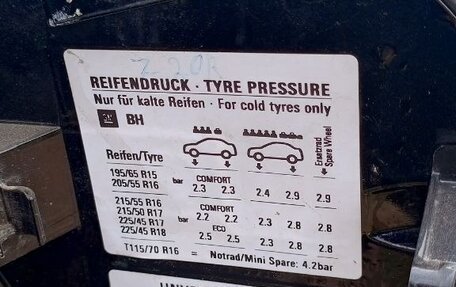 REIFENDRUCK · TYRE PRESSURE
Nur für kalte Reifen · For cold tyres only
BH
Ersatzrad
Spare Wheel
Reifen/Tyre
COMFORT
195/65 R15
205/55 R16 bar 2.3 2.3 2.4 2.9 2.9
COMFORT
215/55 R16
215/50 R17 bar 2.2 2.2 2.3 2.8 2.8
225/45 R17 ECO
225/45 R18 2.5 2.5 2.3 2.8 2.8
T115/70 R16 = Notrad/Mini Spare: 4.2bar